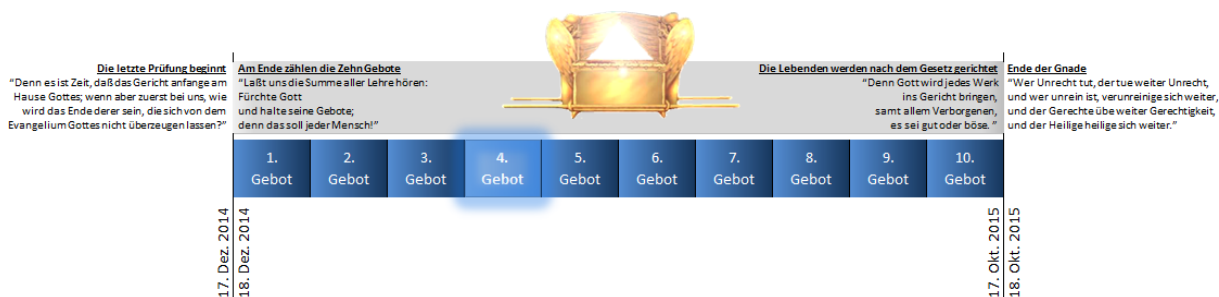 Die letzte Prüfung beginnt
"Denn es ist Zeit, daß das Gericht anfange am
Hause Gottes; wenn aber zuerst bei uns, wie
wird das Ende derer sein, die sich von dem
Evangelium Gottes nicht überzeugen lassen?"
Am Ende zählen die Zehn Gebote
"Laßt uns die Summe aller Lehre hören:
Fürchte Gott
und halte seine Gebote;
denn das soll jeder Mensch!"
Die Lebenden werden nach dem Gesetz gerichtet
"Denn Gott wird jedes Werk
ins Gericht bringen,
samt allem Verborgenen,
es sei gut oder böse. "
Ende der Gnade
"Wer Unrecht tut, der tue weiter Unrecht,
und wer unrein ist, verunreinige sich weiter,
und der Gerechte übe weiter Gerechtigkeit,
und der Heilige heilige sich weiter."
1.
Gebot
2.
Gebot
3.
Gebot
4.
Gebot
5.
Gebot
6.
Gebot
7.
Gebot
8.
Gebot
9.
Gebot
10.
Gebot
17. Dez. 2014
18. Dez. 2014
17. Okt. 2015
18. Okt. 2015